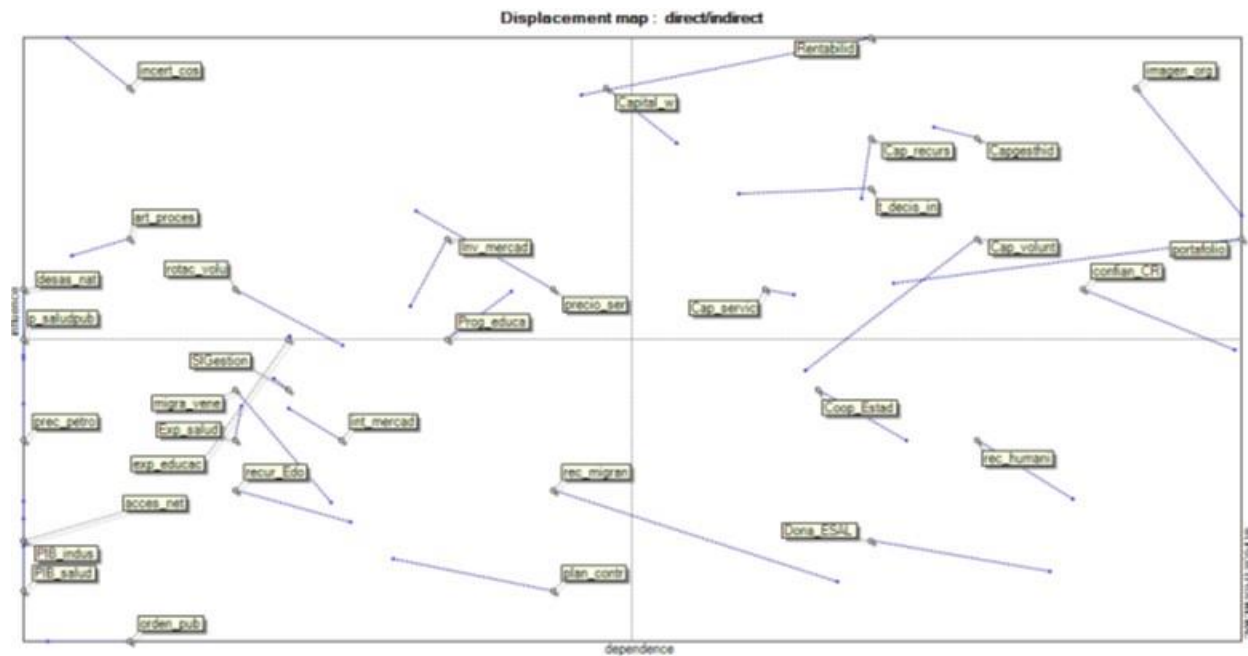 Displacement map : direct/indirect
Rentabilid
incert_cos
imagen_org
Capital_w
Cap_recurs
Capgesthid
t_decis_in
art_proces
Inv_mercad
Cap_volunt
portafolio
rotac_volu
confian_CR
desas_nat
precio_ser
Cap_servic
influence
p_saludpub
Prog_educa
SIGestion
migra_vene
Coop_Estad
prec_petro
Exp_salud
int_mercad
rec_humani
exp_educac
recur_Edo
rec_migran
acces_net
Dona_ESAL
PIB_indus
PIB_salud
plan_contr
orden_pub
dependence